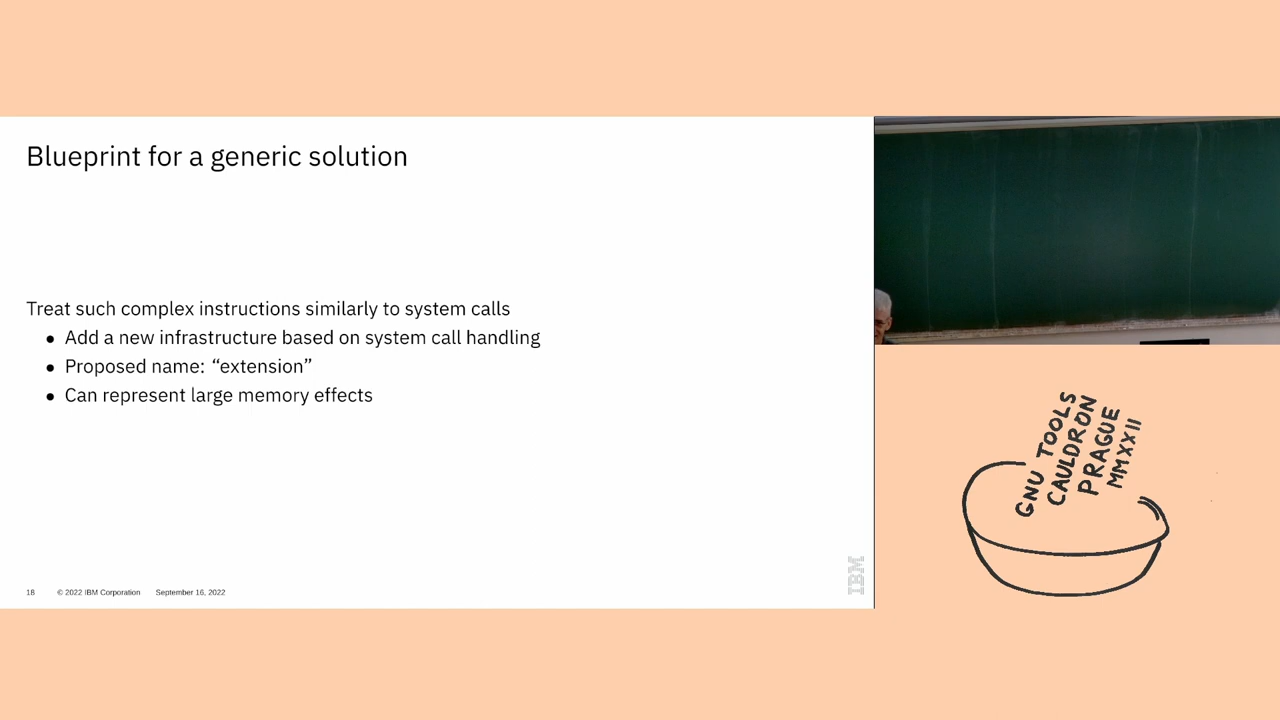 Blueprint for a generic solution
Treat such complex instructions similarly to system calls
● Add a new infrastructure based on system call handling
● Proposed name: “extension”
● Can represent large memory effects
18 © 2022 IBM Corporation September 16, 2022
IBM
GNU TOOLS
CAULDRON
PRAGUE
MMXXII